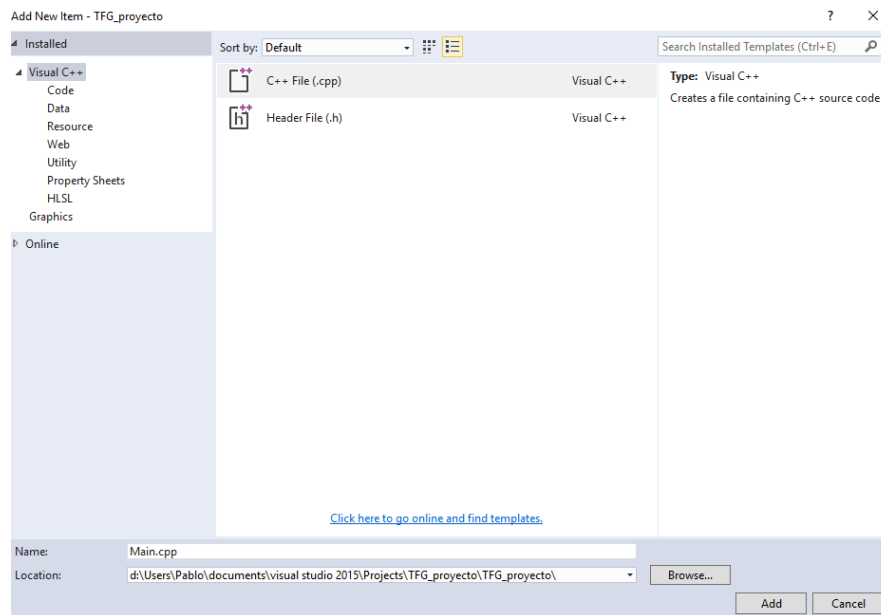 Add New Item - TFG_proyecto
? ✕
Installed
Sort by: Default
Search Installed Templates (Ctrl+E)
Visual C++
Code
Data
Resource
Web
Utility
Property Sheets
HLSL
Graphics
Online
C++ File (.cpp) Visual C++
Header File (.h) Visual C++
Type: Visual C++
Creates a file containing C++ source code
Click here to go online and find templates.
Name: Main.cpp
Location: d:\Users\Pablo\documents\visual studio 2015\Projects\TFG_proyecto\TFG_proyecto\
Browse...
Add Cancel